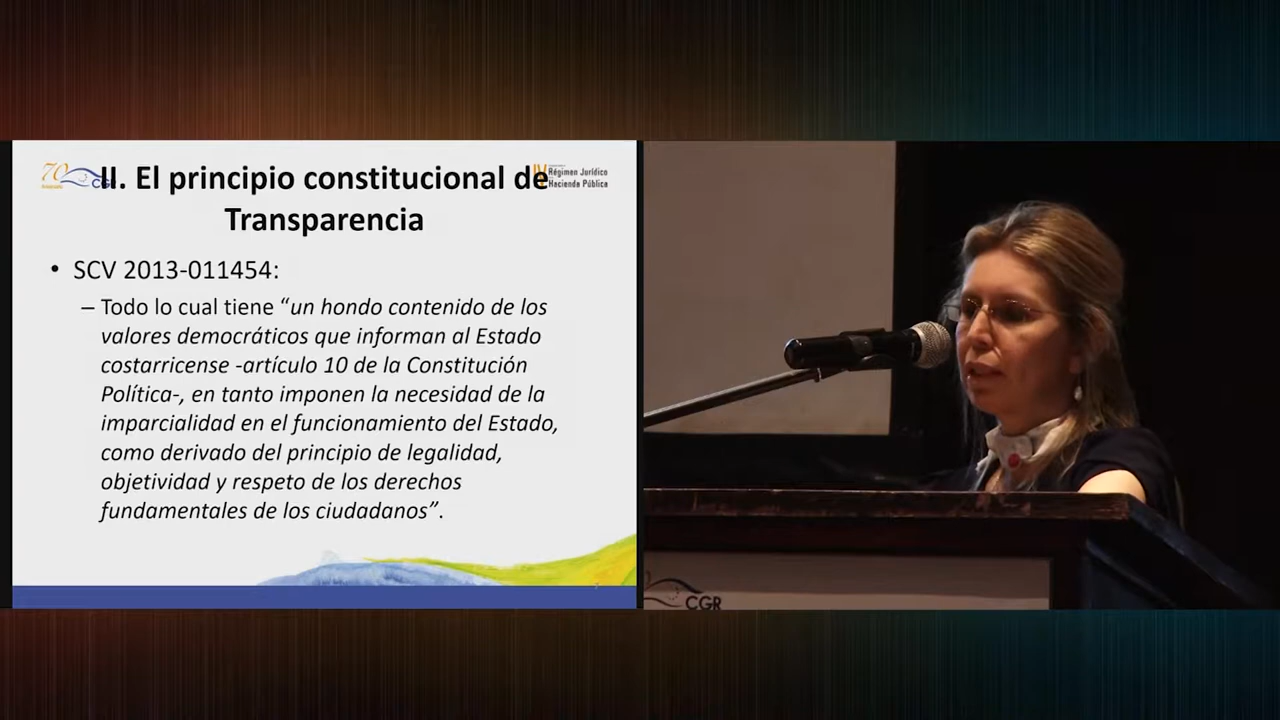 70
CGR
II. El principio constitucional de
Transparencia
IV
Régimen Jurídico
Hacienda Pública
• SCV 2013-011454:
– Todo lo cual tiene “un hondo contenido de los
valores democráticos que informan al Estado
costarricense -artículo 10 de la Constitución
Política-, en tanto imponen la necesidad de la
imparcialidad en el funcionamiento del Estado,
como derivado del principio de legalidad,
objetividad y respeto de los derechos
fundamentales de los ciudadanos”.
CGR